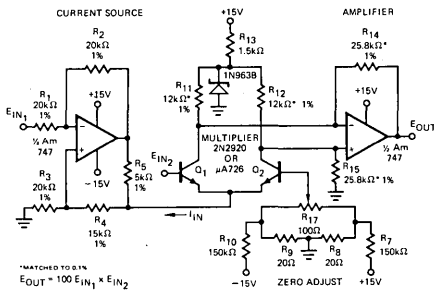 CURRENT SOURCE
AMPLIFIER
+15V
R13
1.5kΩ
R2
20kΩ
1%
R14
25.8kΩ*
1%
1N963B
R11
12kΩ* 1%
R12
12kΩ* 1%
+15V
+15V
R1
20kΩ
1%
EIN1
½ Am
747
-15V
R5
5kΩ
1%
MULTIPLIER
2N2920
OR
µA726
EIN2
Q1
Q2
EOUT
½ Am
747
R15
25.8kΩ* 1%
R3
20kΩ
1%
R4
15kΩ
1%
IIN
R17
100Ω
R10
150kΩ
R9
20Ω
R8
20Ω
R7
150kΩ
-15V
ZERO ADJUST
+15V
*MATCHED TO 0.1%
EOUT = 100 EIN1 × EIN2